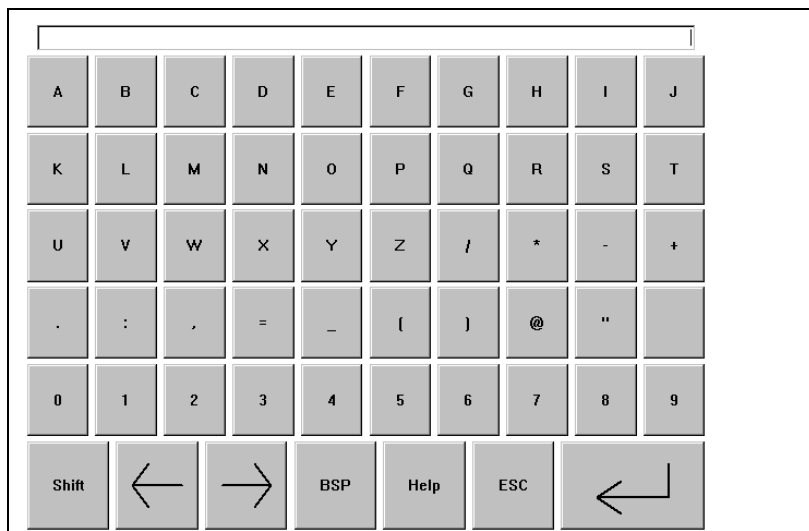 A B C D E F G H I J
K L M N O P Q R S T
U V W X Y Z / * - +
. : , = _ ( ) @ "
0 1 2 3 4 5 6 7 8 9
Shift BSP Help ESC